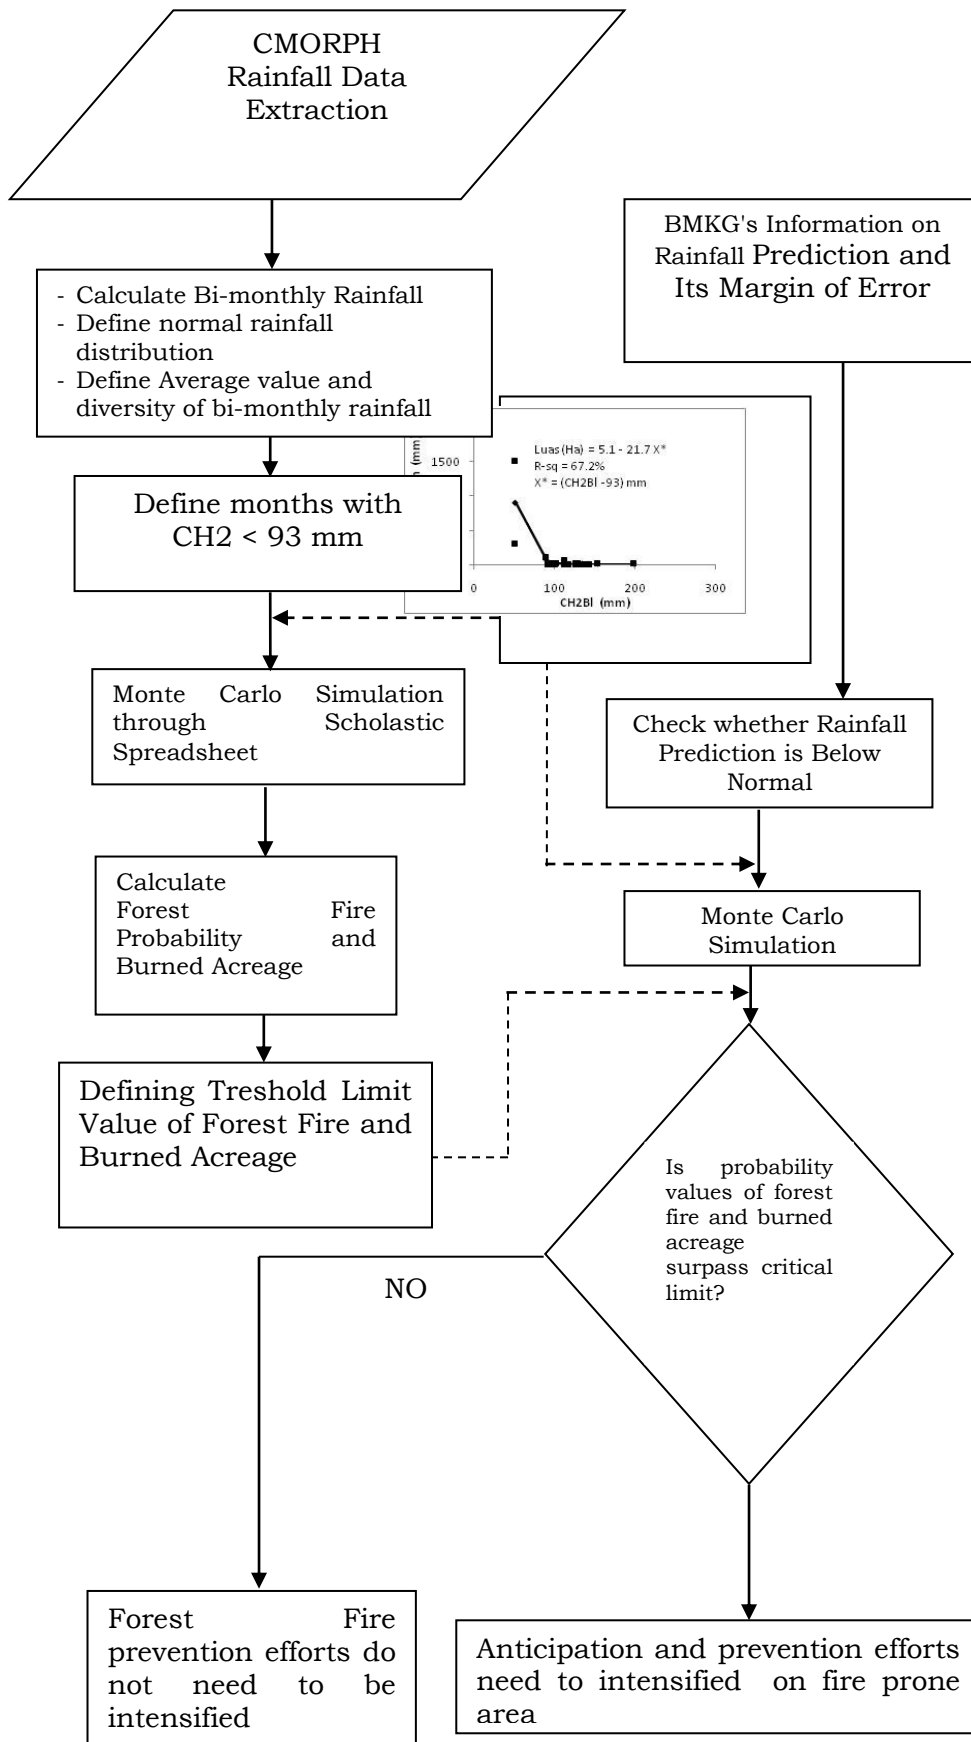 CMORPH
Rainfall Data
Extraction
BMKG's Information on
Rainfall Prediction and
Its Margin of Error
- Calculate Bi-monthly Rainfall
- Define normal rainfall
distribution
- Define Average value and
diversity of bi-monthly rainfall
(mm)
1500
Luas(Ha) = 5.1 - 21.7 X*
R-sq = 67.2%
X* = (CH2Bl -93) mm
0
100
200
300
CH2Bl (mm)
Define months with
CH2 < 93 mm
Monte Carlo Simulation
through Scholastic
Spreadsheet
Check whether Rainfall
Prediction is Below
Normal
Calculate
Forest Fire
Probability and
Burned Acreage
Monte Carlo
Simulation
Defining Treshold Limit
Value of Forest Fire and
Burned Acreage
Is probability
values of forest
fire and burned
acreage
surpass critical
limit?
NO
Forest Fire
prevention efforts do
not need to be
intensified
Anticipation and prevention efforts
need to intensified on fire prone
area